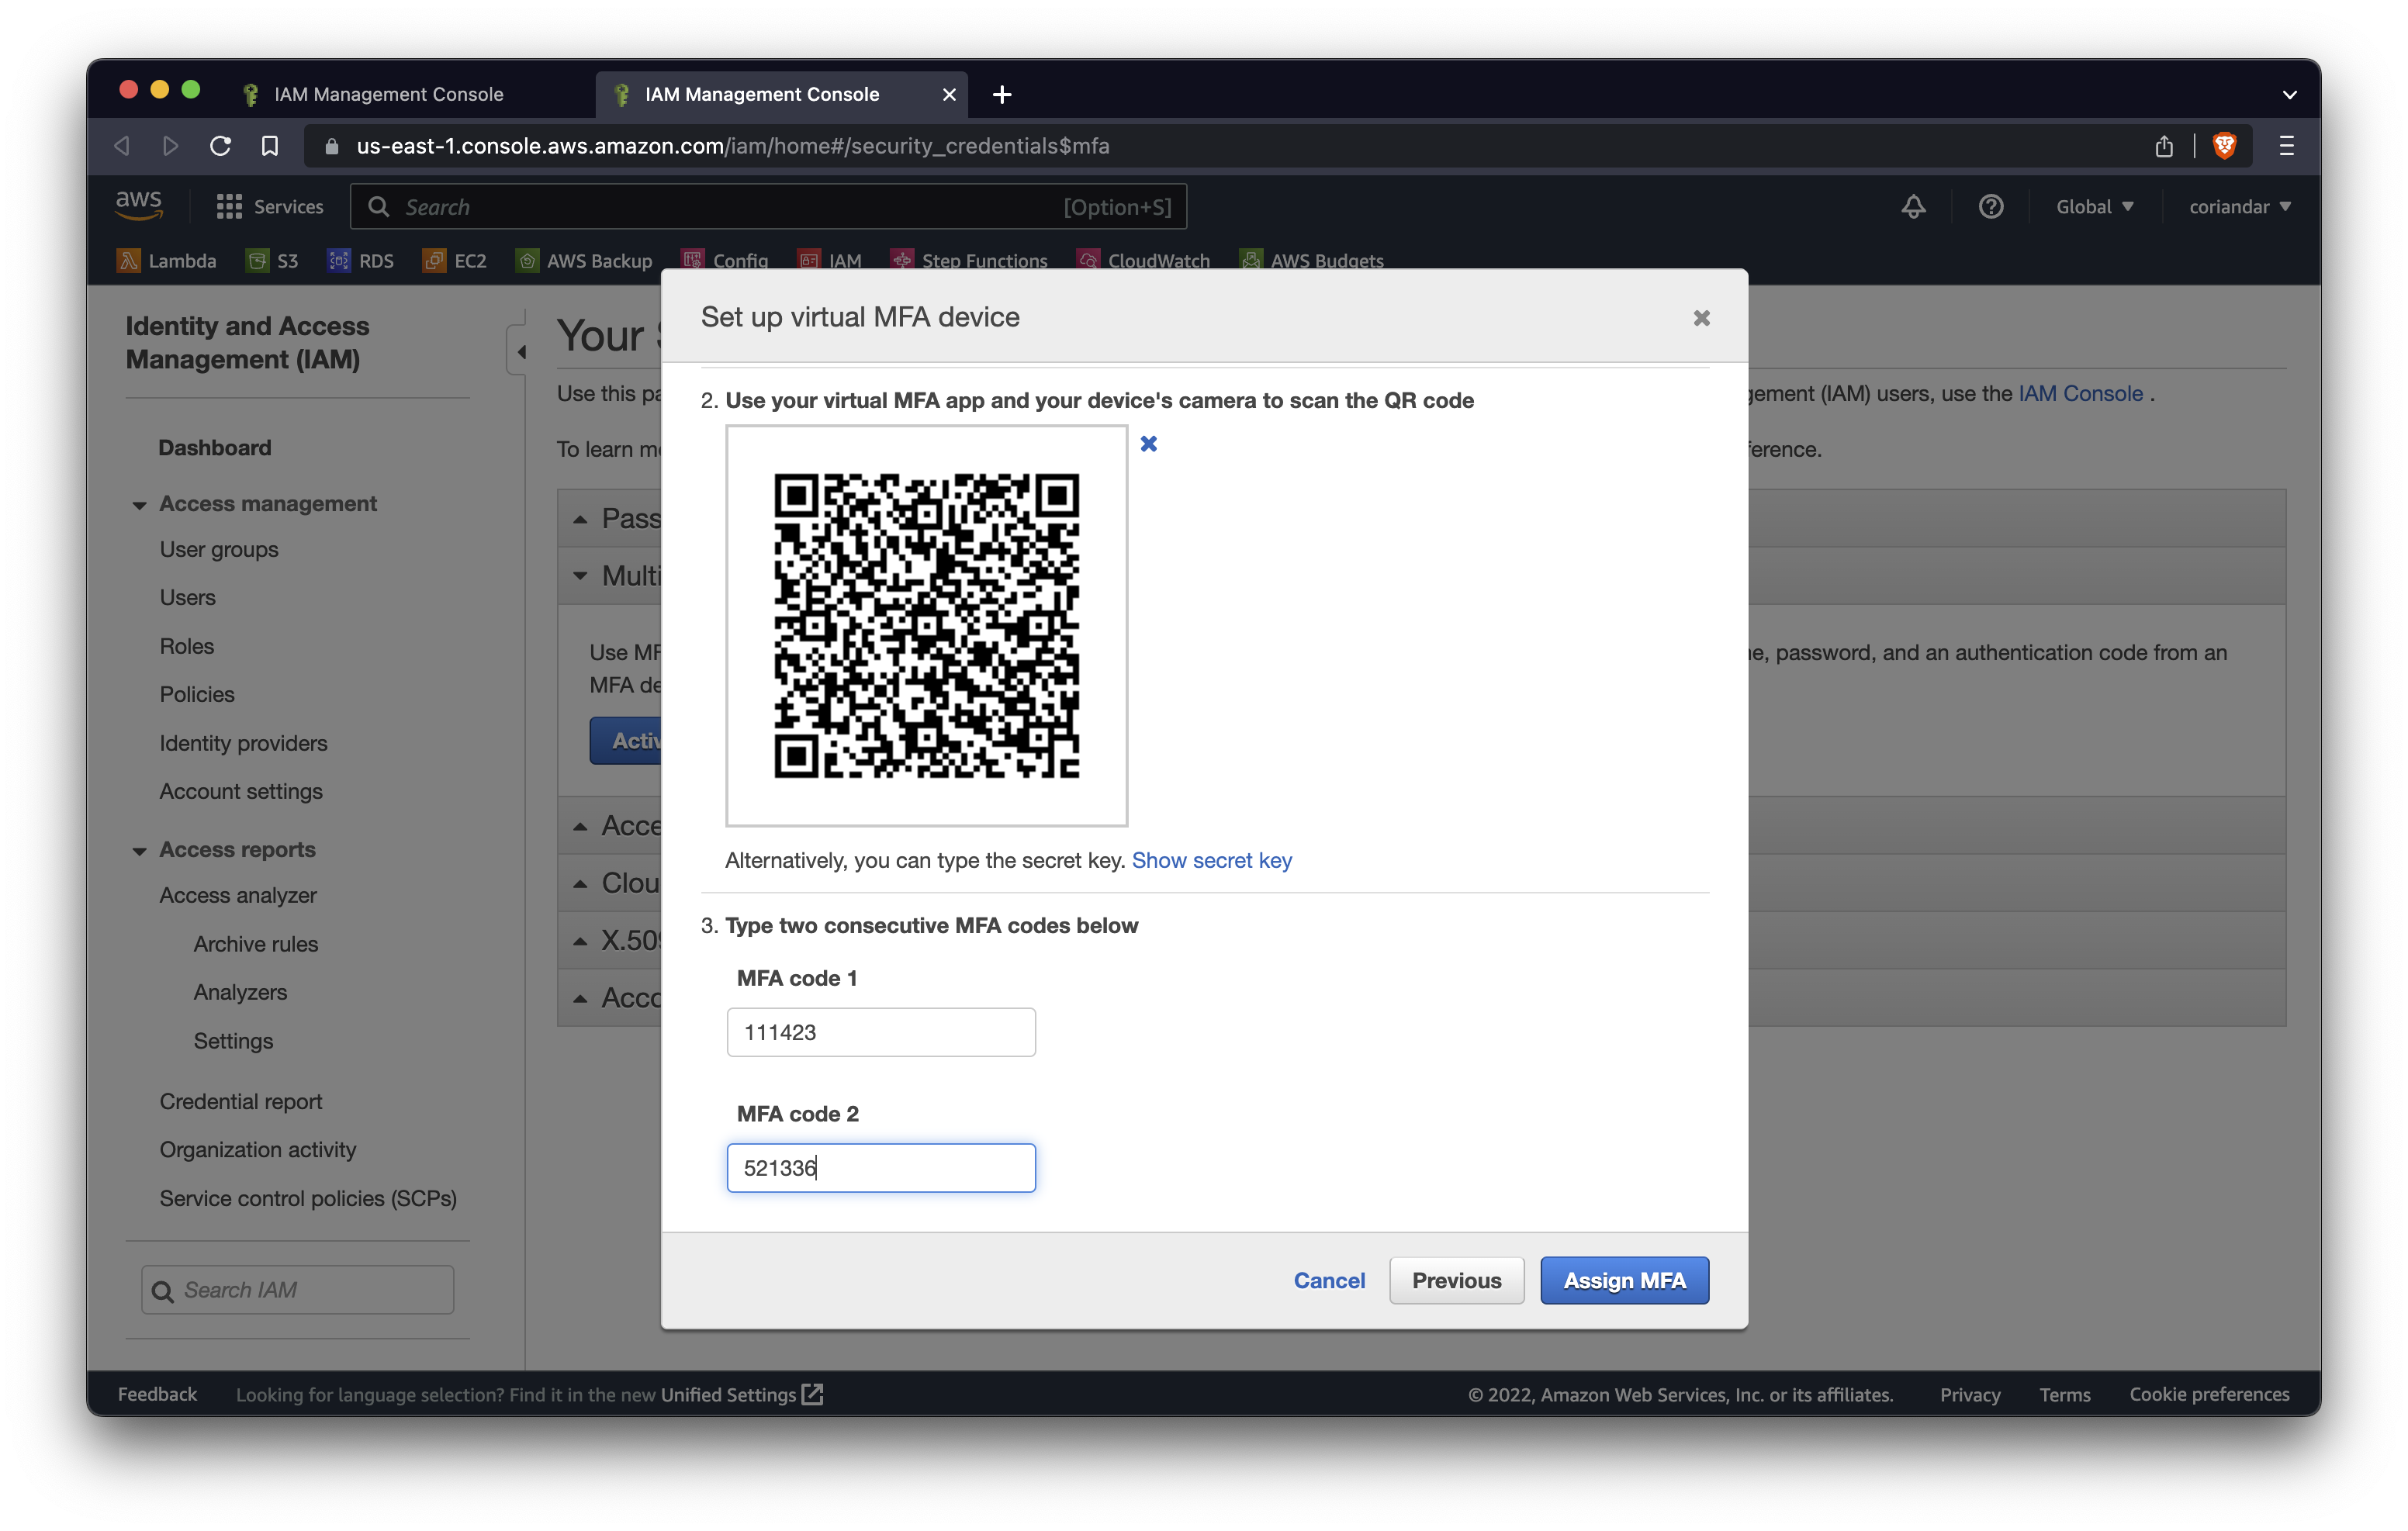 IAM Management Console
IAM Management Console
us-east-1.console.aws.amazon.com/iam/home#/security_credentials$mfa
aws
Services
Search
[Option+S]
Global
coriandar
Lambda
S3
RDS
EC2
AWS Backup
Config
IAM
Step Functions
CloudWatch
AWS Budgets
Identity and Access
Management (IAM)
Dashboard
Access management
User groups
Users
Roles
Policies
Identity providers
Account settings
Access reports
Access analyzer
Archive rules
Analyzers
Settings
Credential report
Organization activity
Service control policies (SCPs)
Search IAM
Your
Use this pa
gement (IAM) users, use the IAM Console .
To learn m
ference.
Pass
Multi
Use MF
e, password, and an authentication code from an
MFA de
Activ
Acce
Clou
X.509
Acco
Set up virtual MFA device
2. Use your virtual MFA app and your device's camera to scan the QR code
Alternatively, you can type the secret key. Show secret key
3. Type two consecutive MFA codes below
MFA code 1
111423
MFA code 2
521336
Cancel
Previous
Assign MFA
Feedback
Looking for language selection? Find it in the new Unified Settings
© 2022, Amazon Web Services, Inc. or its affiliates.
Privacy
Terms
Cookie preferences